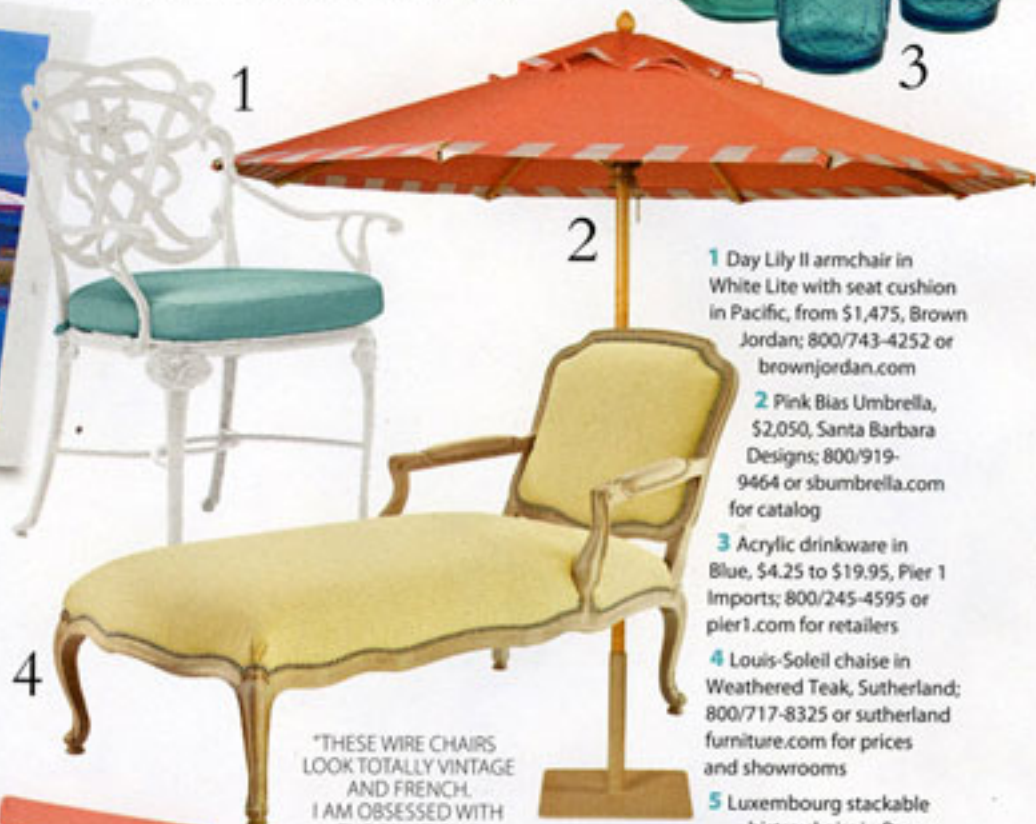 1
3
2
1 Day Lily II armchair in
White Lite with seat cushion
in Pacific, from $1,475, Brown
Jordan; 800/743-4252 or
brownjordan.com
2 Pink Bias Umbrella,
$2,050, Santa Barbara
Designs; 800/919-
9464 or sbumbrella.com
for catalog
3 Acrylic drinkware in
Blue, $4.25 to $19.95, Pier 1
Imports; 800/245-4595 or
pier1.com for retailers
4
4 Louis-Soleil chaise in
Weathered Teak, Sutherland;
800/717-8325 or sutherland
furniture.com for prices
and showrooms
5 Luxembourg stackable
"THESE WIRE CHAIRS
LOOK TOTALLY VINTAGE
AND FRENCH.
I AM OBSESSED WITH